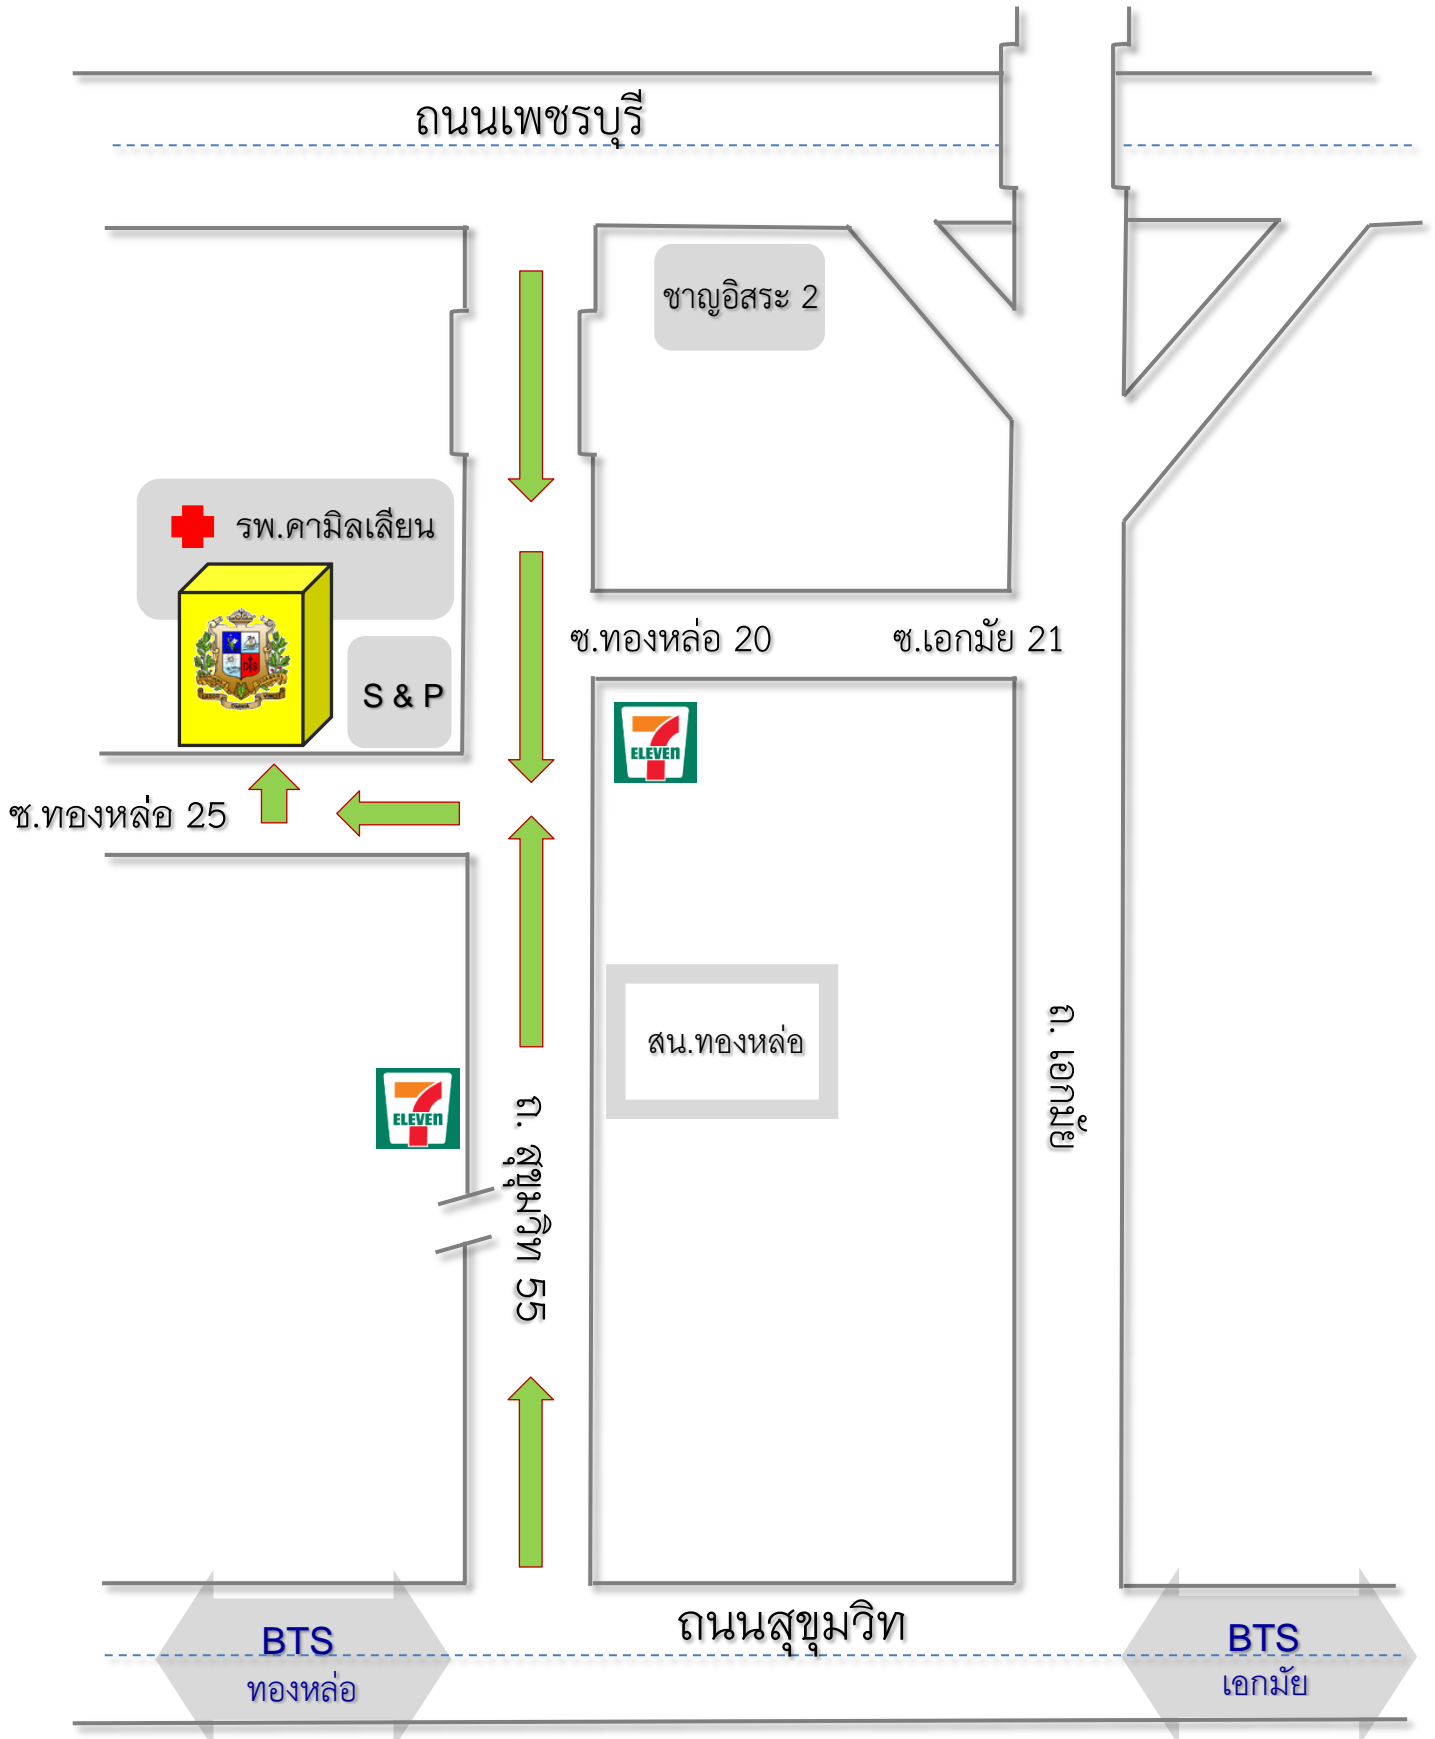 ถนนเพชรบุรี
ชาญอิสระ 2
รพ.คามิลเลียน
ซ.ทองหล่อ 20
ซ.เอกมัย 21
S & P
7
ELEVEn
ซ.ทองหล่อ 25
สน.ทองหล่อ
ถ. เอกมัย
7
ELEVEn
ถ. สุขุมวิท 55
ถนนสุขุมวิท
BTS
ทองหล่อ
BTS
เอกมัย